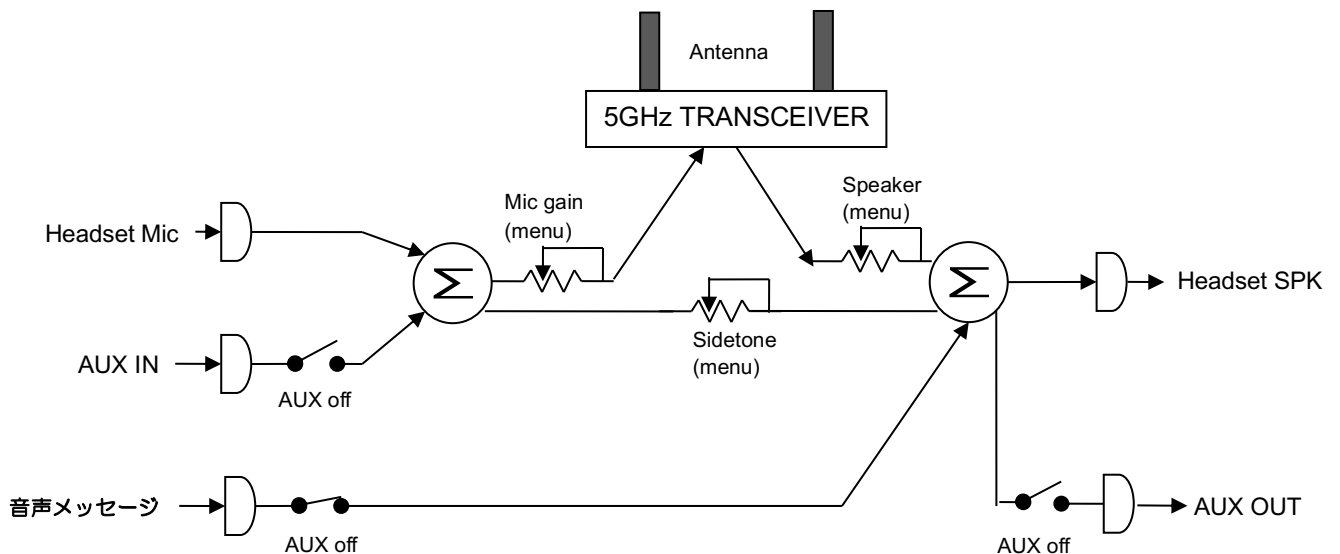 Antenna
5GHz TRANSCEIVER
Mic gain
(menu)
Speaker
(menu)
Headset Mic
Σ
Σ
Headset SPK
Sidetone
(menu)
AUX IN
AUX off
音声メッセージ
AUX off
AUX OUT
AUX off